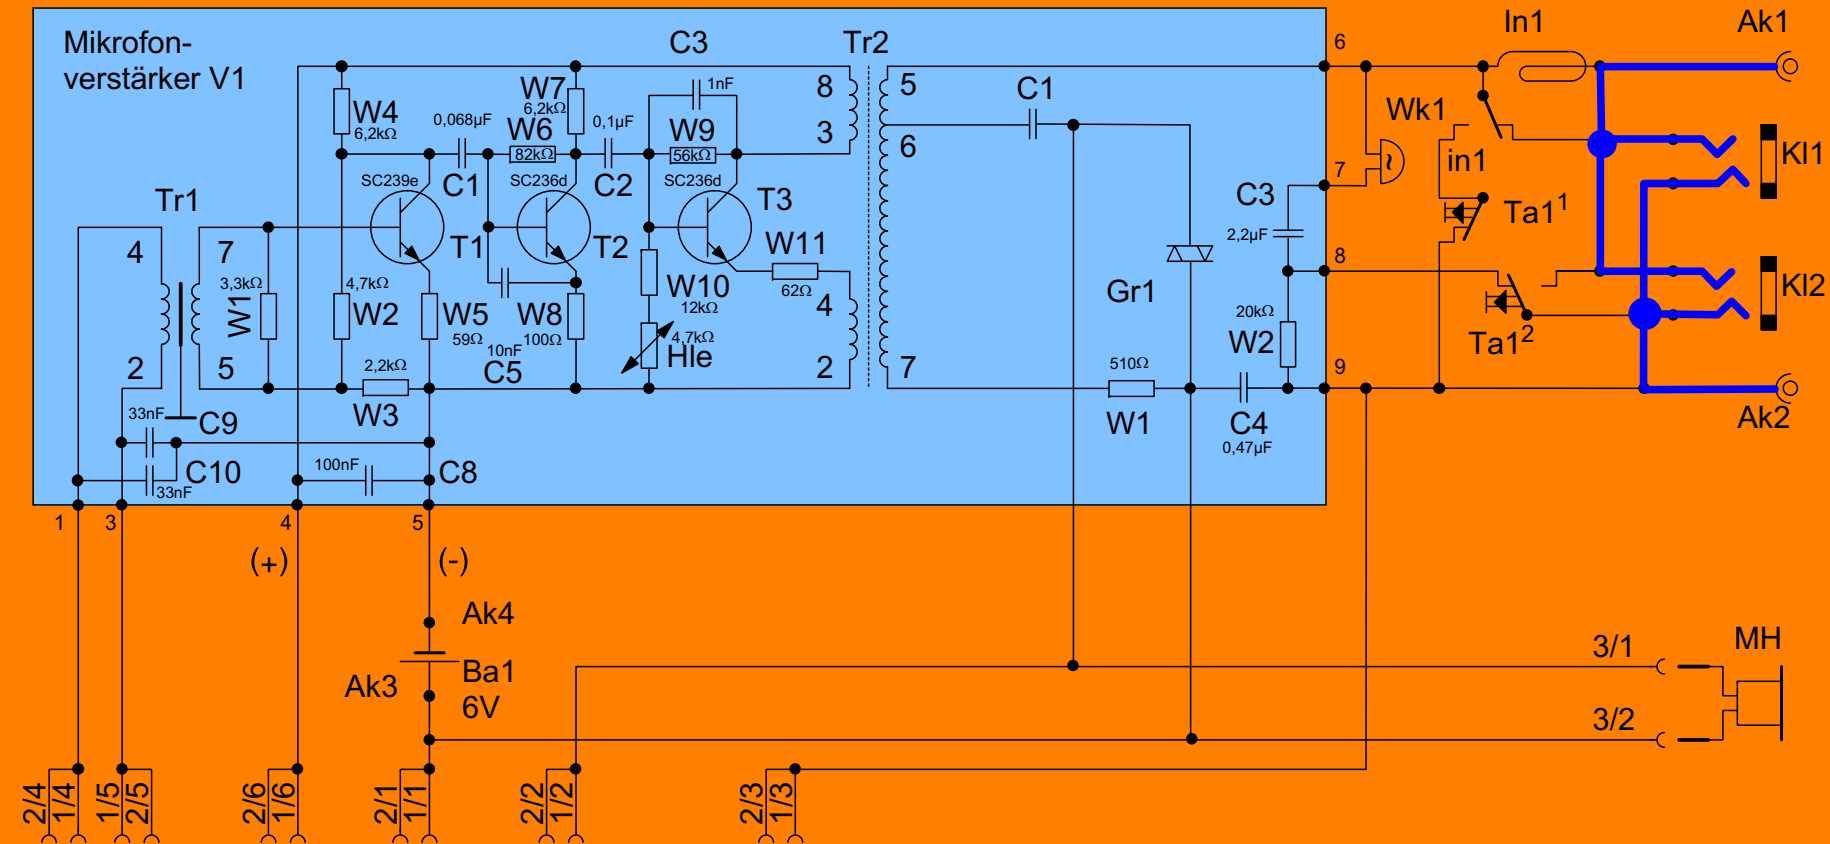 Mikrofon-
verstärker V1
C3
Tr2
6
In1
Ak1
W4
6,2kΩ
W7
6,2kΩ
1nF
8
5
C1
Wk1
0,068µF
W6
82kΩ
0,1µF
W9
56kΩ
3
6
in1
Kl1
SC239e
C1
SC236d
C2
SC236d
7
Tr1
T1
T2
T3
C3
Ta1¹
4
7
W11
2,2µF
3,3kΩ
4,7kΩ
W10
12kΩ
62Ω
8
Gr1
Kl2
W1
W2
W5
59Ω
W8
100Ω
4
20kΩ
W2
Ta1²
10nF
C5
4,7kΩ
Hle
2
5
2,2kΩ
W3
2
7
510Ω
W1
9
33nF
C9
C4
0,47µF
Ak2
C10
33nF
100nF
C8
1
3
4
5
(+)
(-)
Ak4
Ak3
Ba1
6V
3/1
MH
3/2
2/4
1/4
1/5
2/5
2/6
1/6
2/1
1/1
2/2
1/2
2/3
1/3